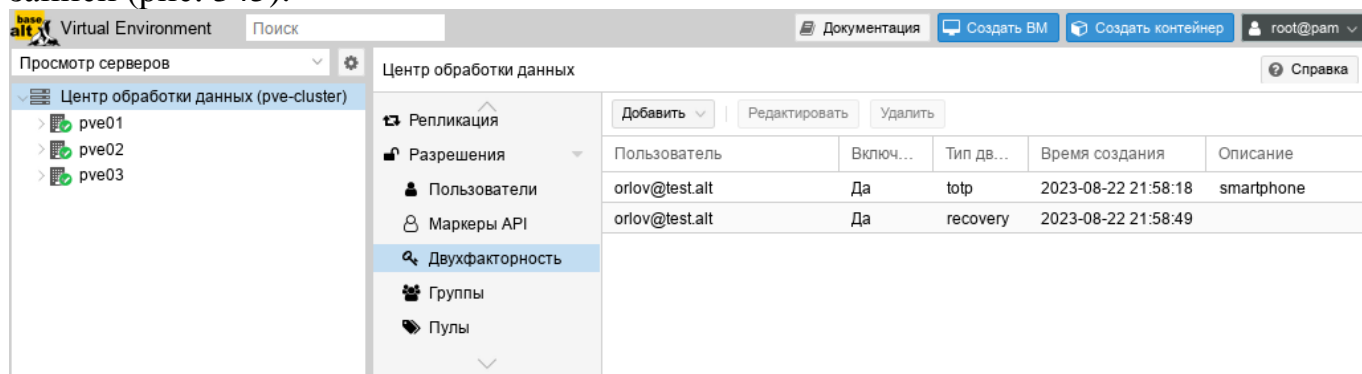 записей (рис. 343).
base alt Virtual Environment Поиск Документация Создать ВМ Создать контейнер root@pam
Просмотр серверов Центр обработки данных Справка
Центр обработки данных (pve-cluster)
pve01
pve02
pve03
Репликация
Разрешения
Пользователи
Маркеры API
Двухфакторность
Группы
Пулы
Добавить Редактировать Удалить
Пользователь Включ... Тип дв... Время создания Описание
orlov@test.alt Да totp 2023-08-22 21:58:18 smartphone
orlov@test.alt Да recovery 2023-08-22 21:58:49